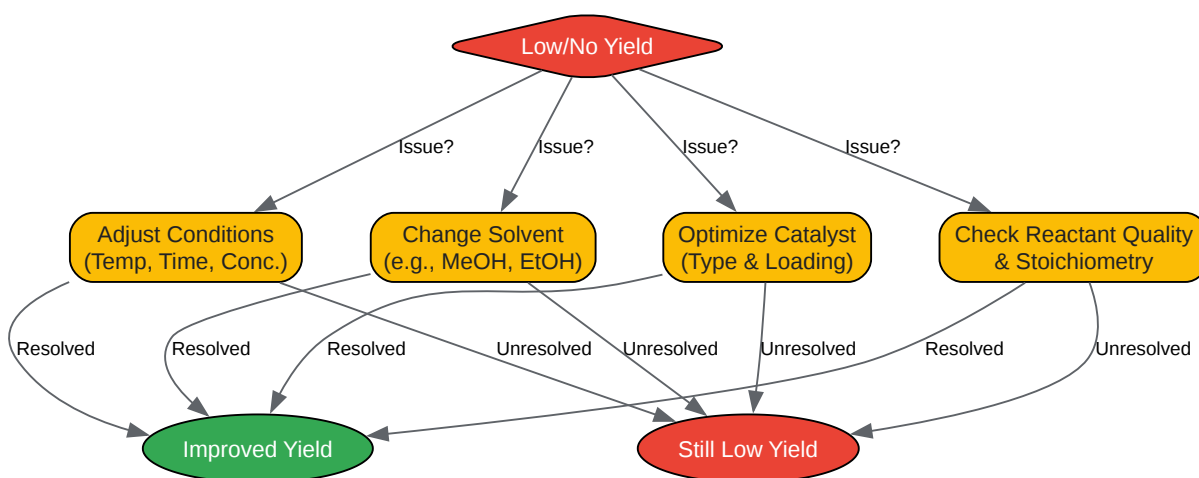 Low/No Yield
Issue?
Issue?
Issue?
Issue?
Adjust Conditions
(Temp, Time, Conc.)
Change Solvent
(e.g., MeOH, EtOH)
Optimize Catalyst
(Type & Loading)
Check Reactant Quality
& Stoichiometry
Resolved
Resolved
Resolved
Unresolved
Unresolved
Unresolved
Resolved
Unresolved
Improved Yield
Still Low Yield